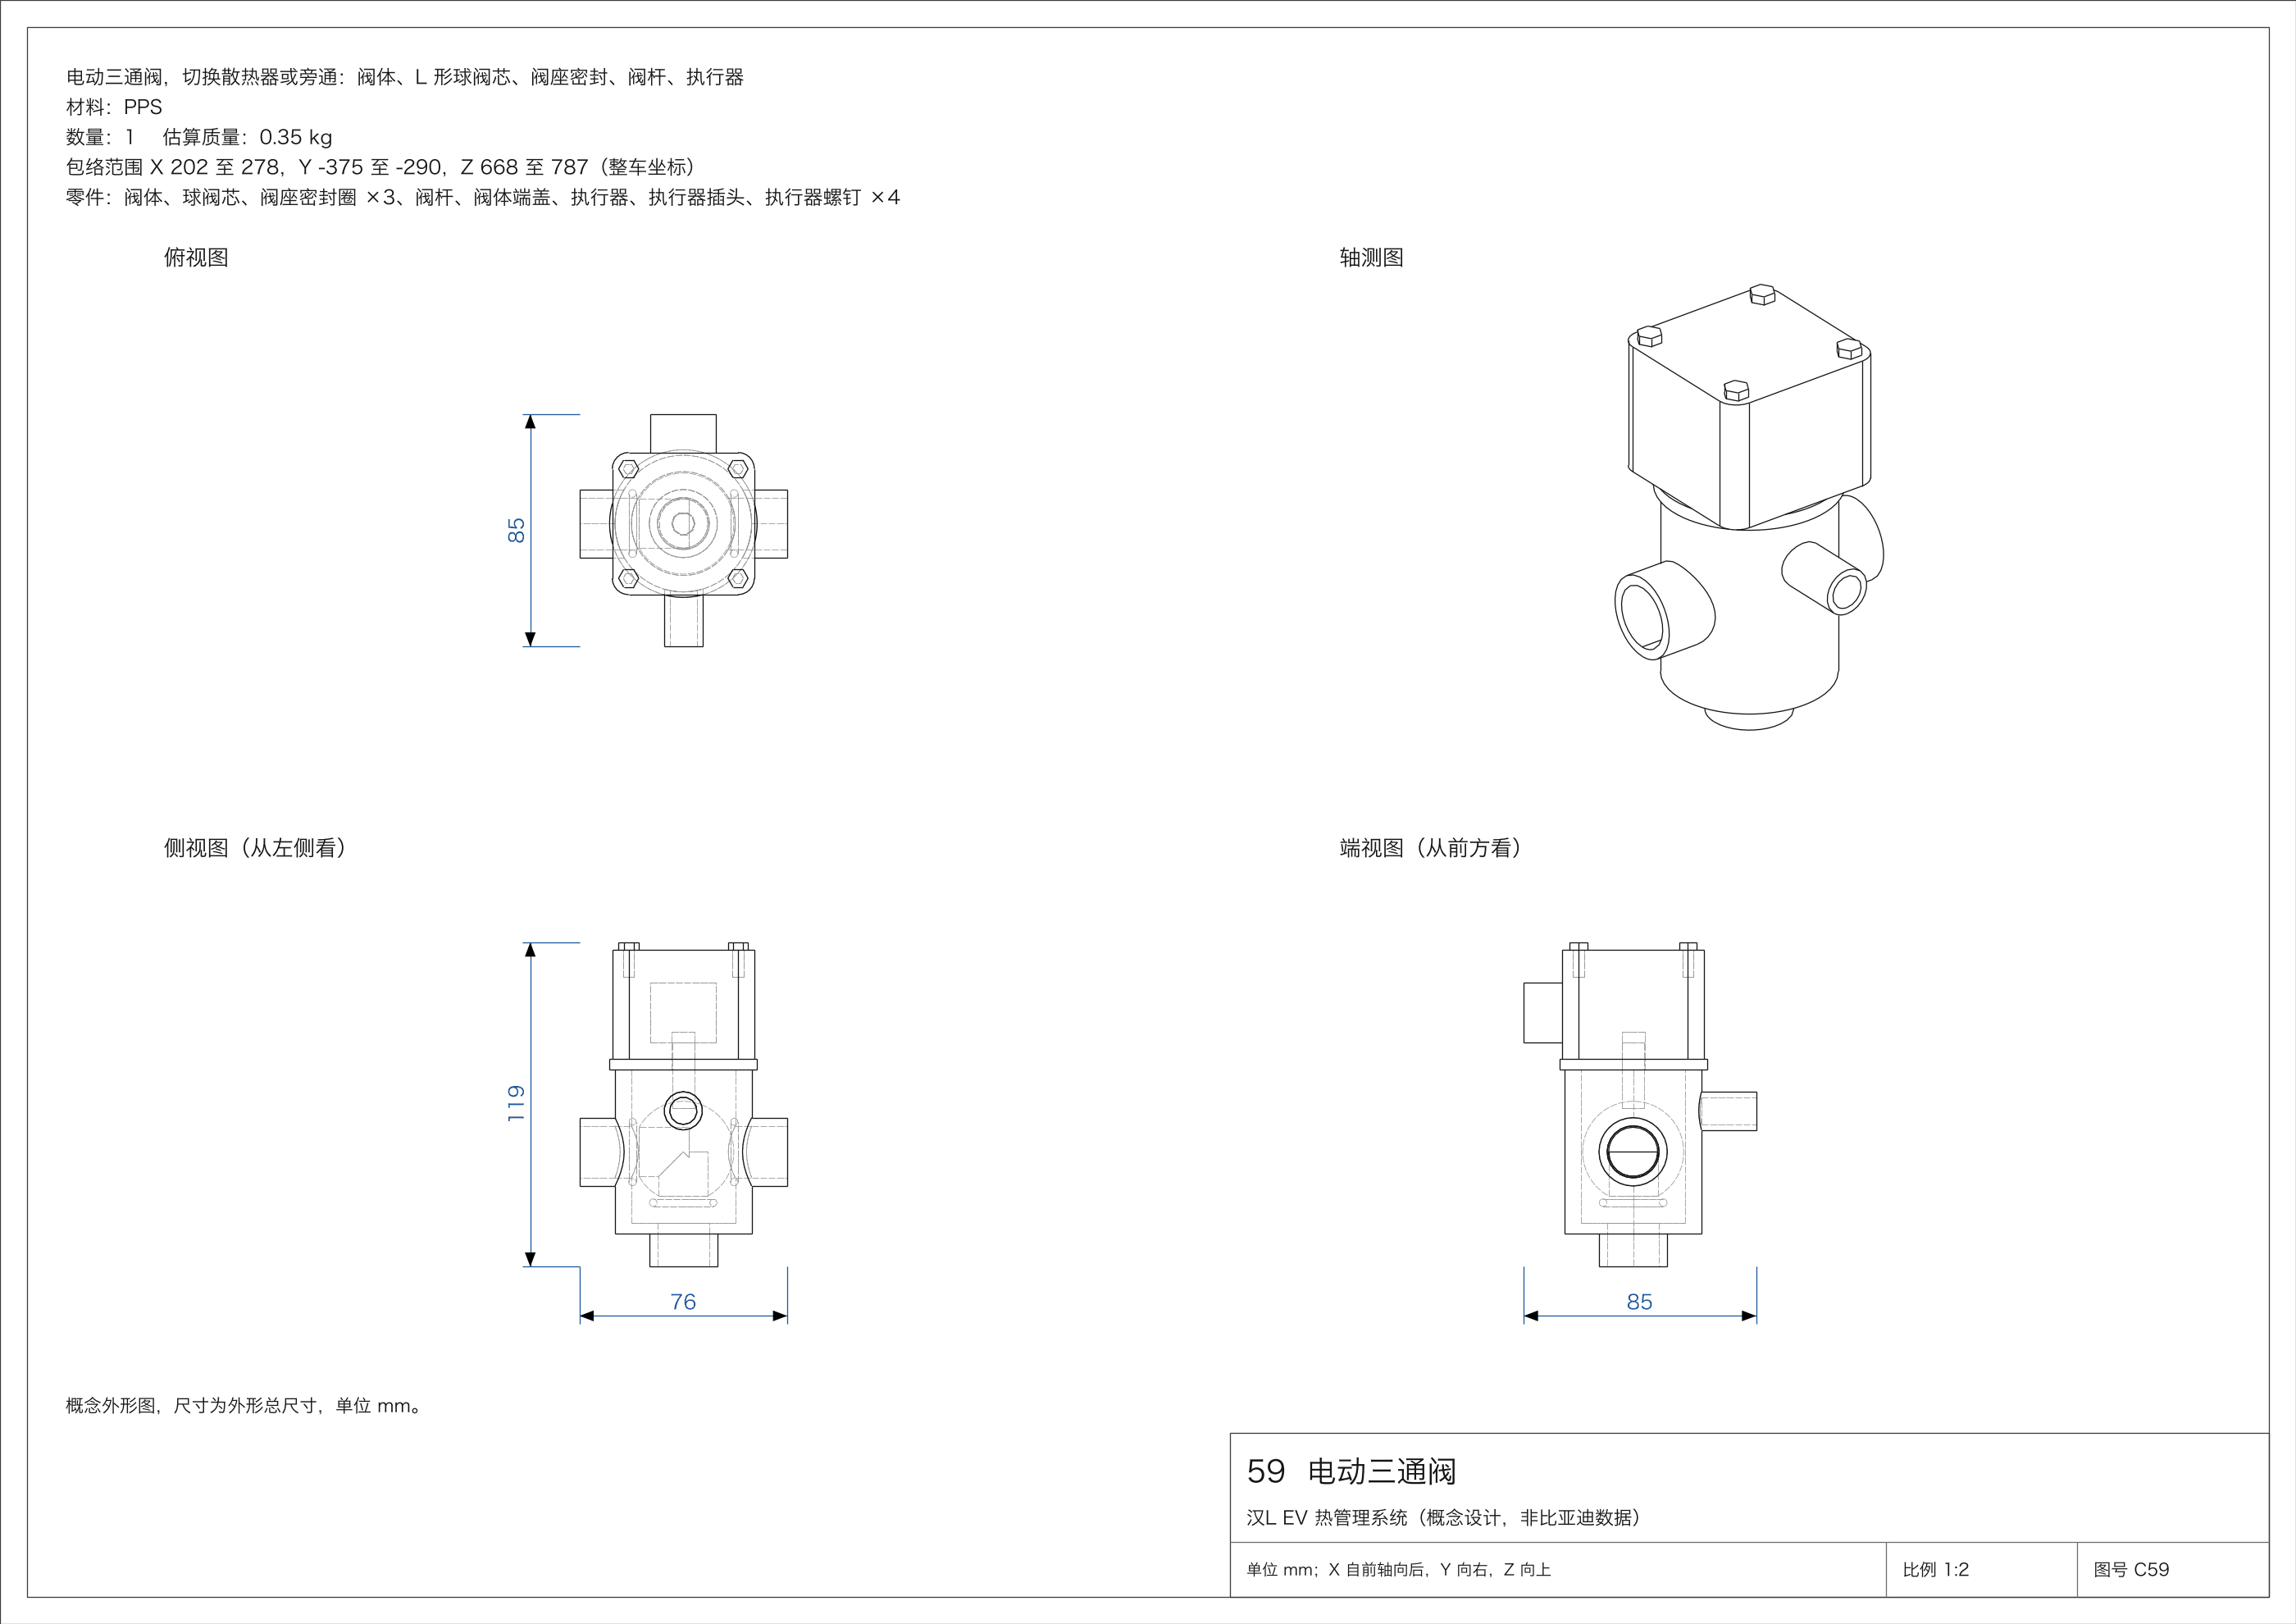 电动三通阀，切换散热器或旁通：阀体、L 形球阀芯、阀座密封、阀杆、执行器
材料：PPS
数量：1 估算质量：0.35 kg
包络范围 X 202 至 278，Y -375 至 -290，Z 668 至 787（整车坐标）
零件：阀体、球阀芯、阀座密封圈 ×3、阀杆、阀体端盖、执行器、执行器插头、执行器螺钉 ×4
俯视图
轴测图
85
侧视图（从左侧看）
端视图（从前方看）
119
76
85
概念外形图，尺寸为外形总尺寸，单位 mm。
59 电动三通阀
汉L EV 热管理系统（概念设计，非比亚迪数据）
单位 mm；X 自前轴向后，Y 向右，Z 向上
比例 1:2
图号 C59